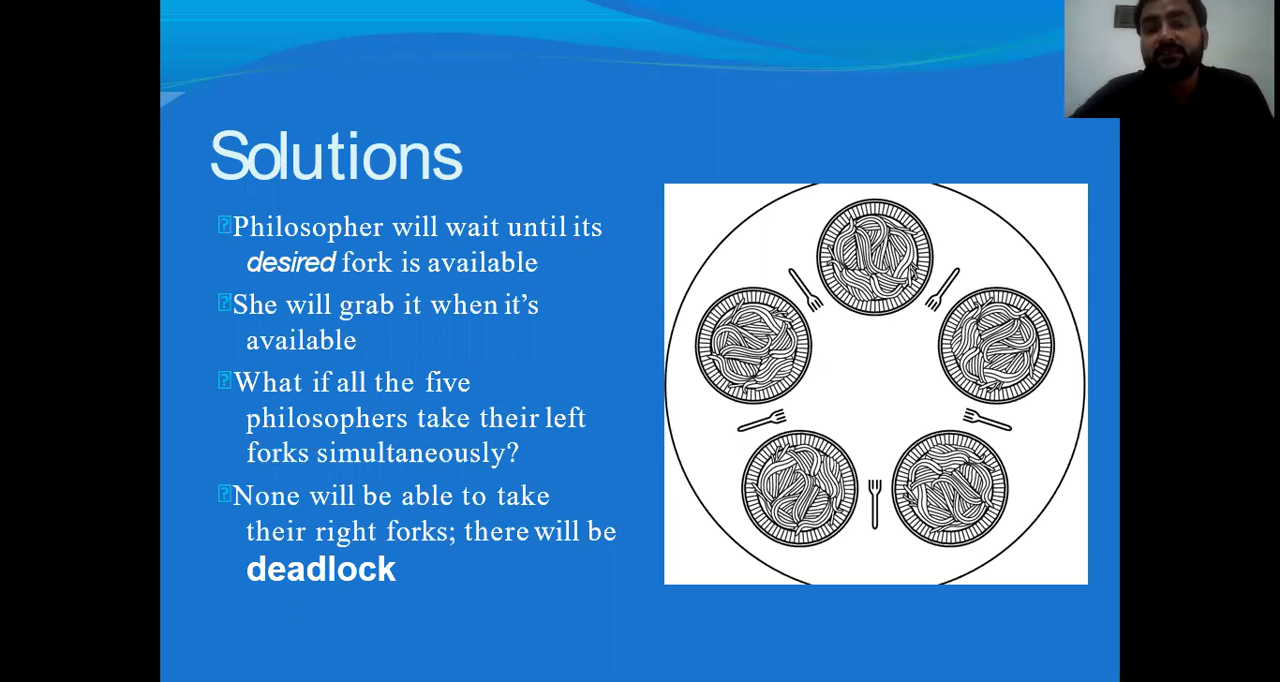 Solutions
Philosopher will wait until its
desired fork is available
She will grab it when it’s
available
What if all the five
philosophers take their left
forks simultaneously?
None will be able to take
their right forks; there will be
deadlock